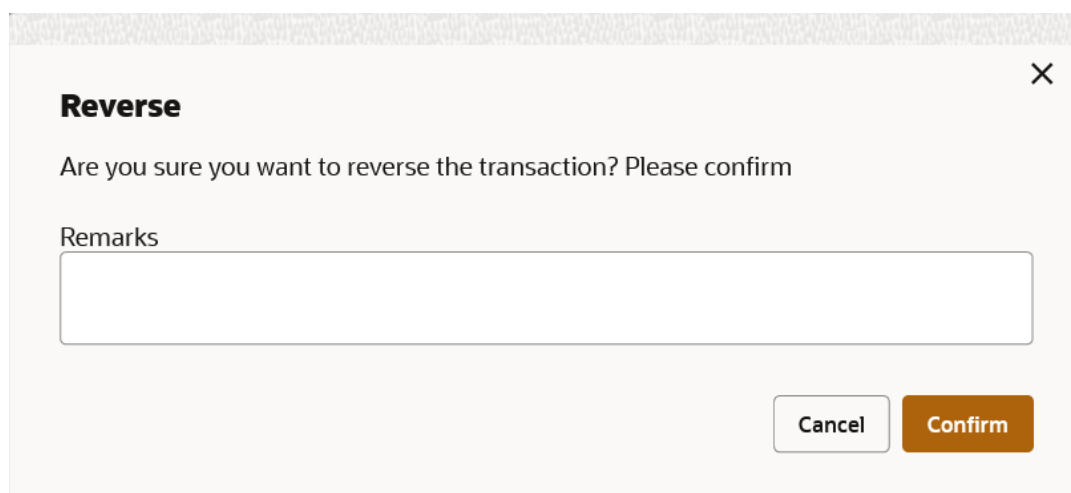 Reverse
Are you sure you want to reverse the transaction? Please confirm
Remarks
Cancel Confirm